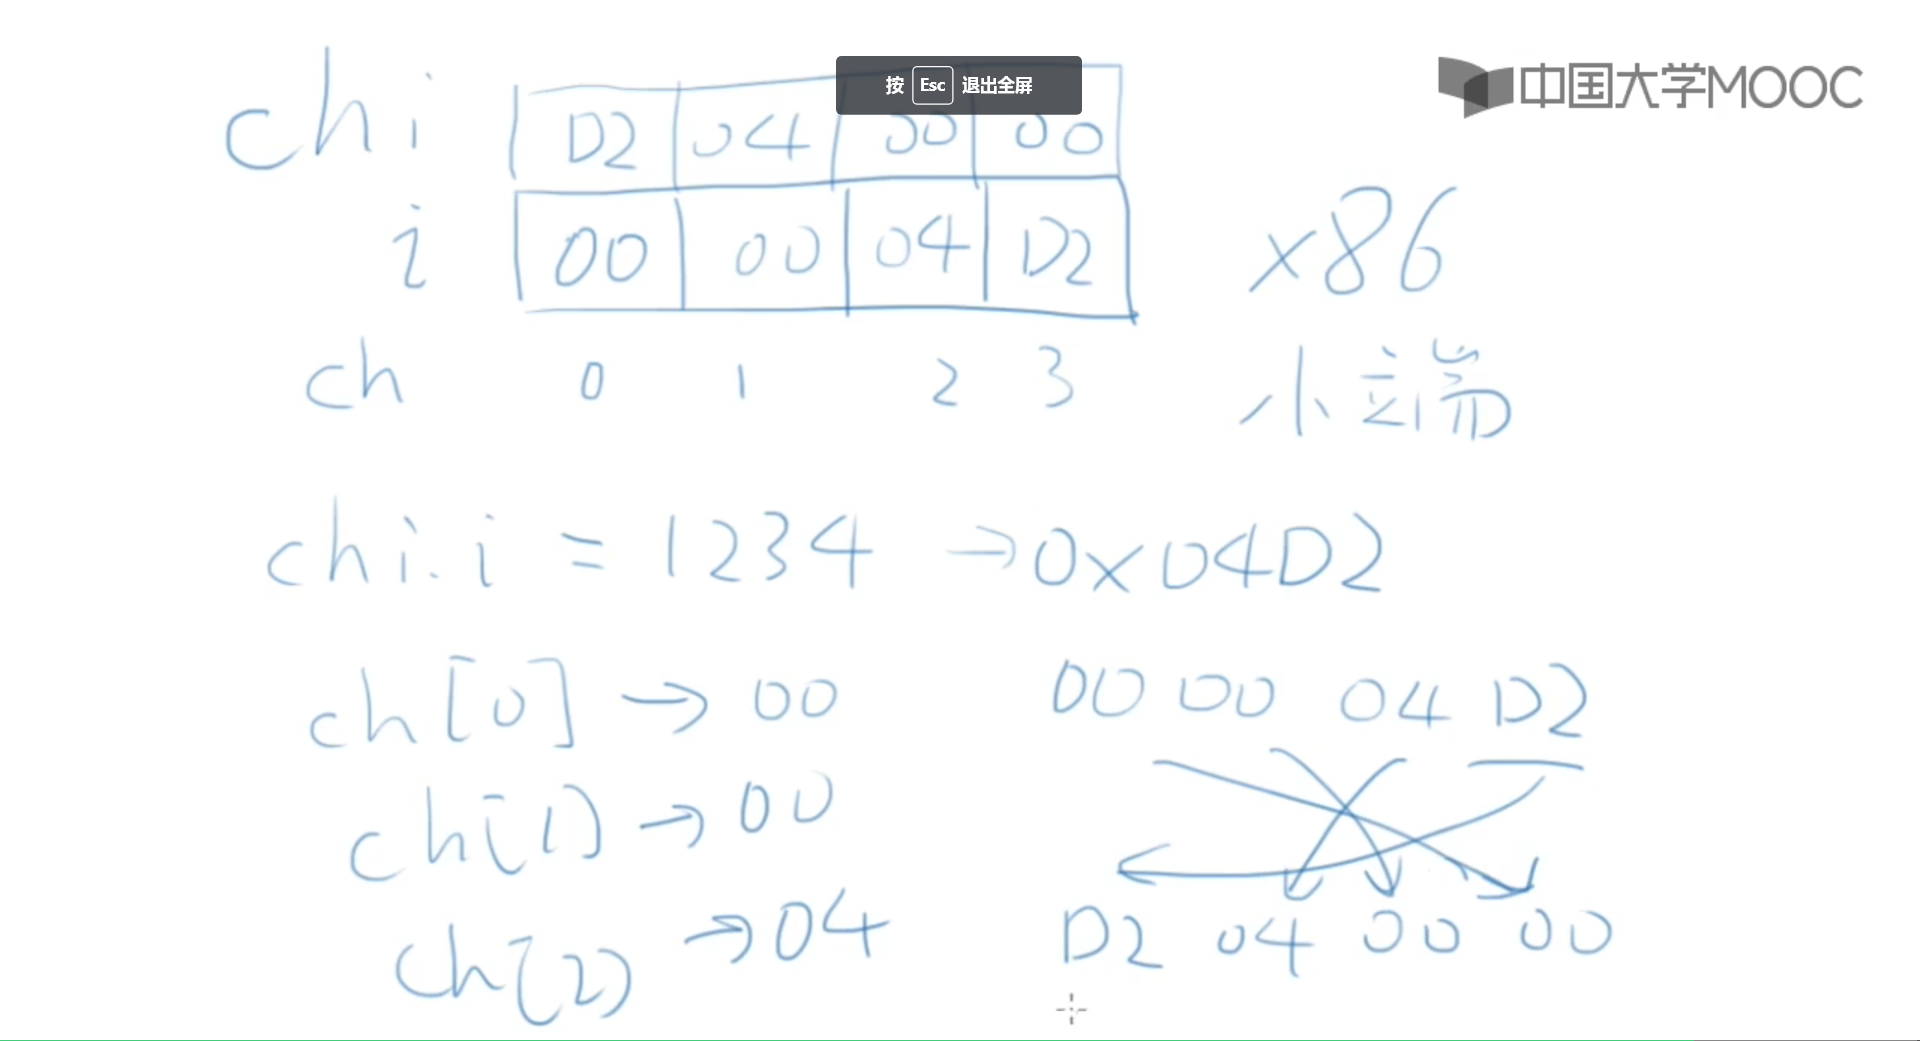 按 Esc 退出全屏
中国大学MOOC
chi D2 04 00 00
i 00 00 04 D2 x86
ch 0 1 2 3 小端
chi.i = 1234 → 0x04D2
ch[0] → 00 00 00 04 D2
ch[1] → 00
ch[2] → 04 D2 04 00 00